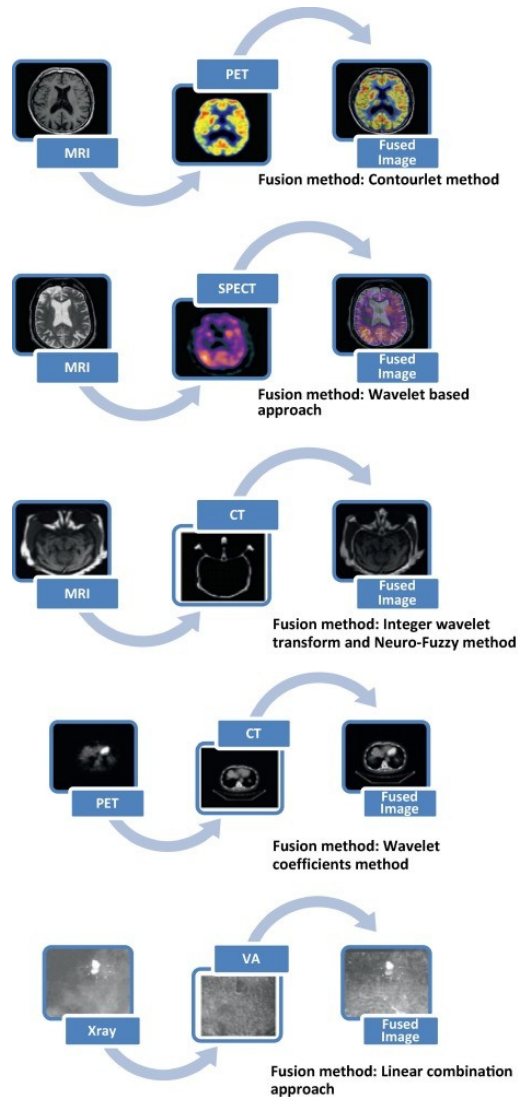 PET
MRI
Fused
Image
Fusion method: Contourlet method
SPECT
MRI
Fused
Image
Fusion method: Wavelet based
approach
CT
MRI
Fused
Image
Fusion method: Integer wavelet
transform and Neuro-Fuzzy method
CT
PET
Fused
Image
Fusion method: Wavelet
coefficients method
VA
Xray
Fused
Image
Fusion method: Linear combination
approach